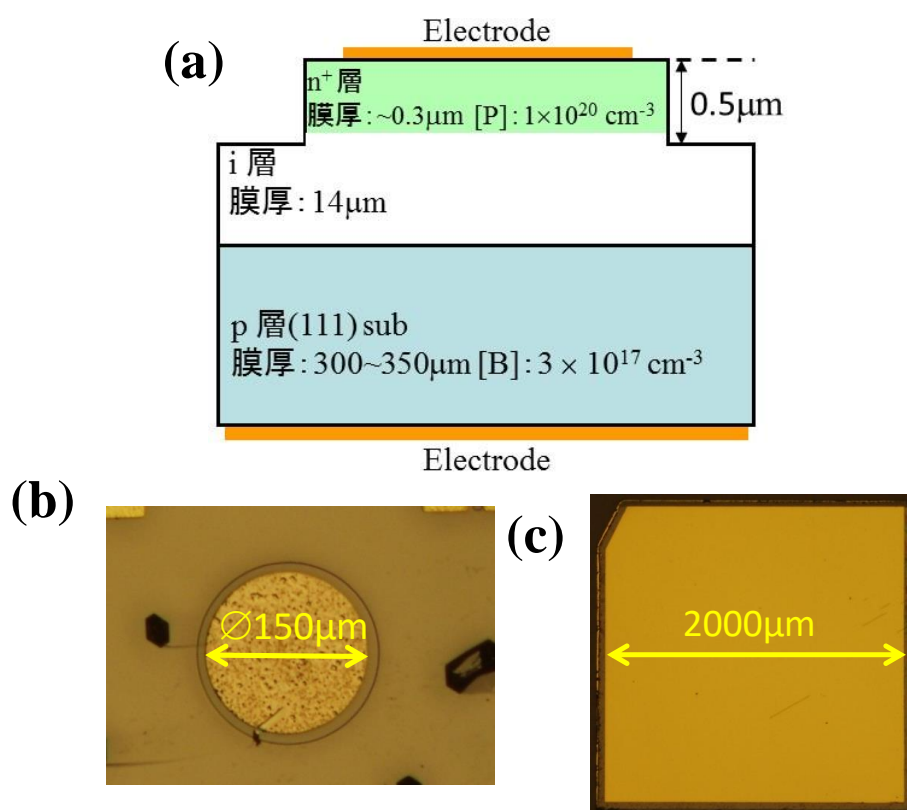 Electrode
(a)
n⁺ 層
膜厚:~0.3μm [P]: 1×10²⁰ cm⁻³
0.5μm
i 層
膜厚: 14μm
p 層(111) sub
膜厚: 300~350μm [B]: 3 × 10¹⁷ cm⁻³
Electrode
(b)
(c)
∅150μm
2000μm